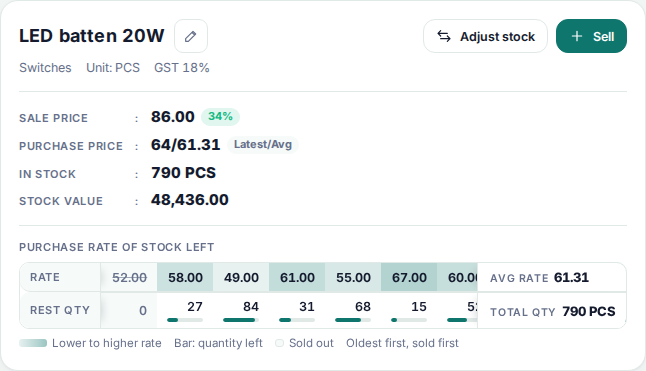 LED batten 20W Adjust stock + Sell
Switches Unit: PCS GST 18%
SALE PRICE : 86.00 34%
PURCHASE PRICE : 64/61.31 Latest/Avg
IN STOCK : 790 PCS
STOCK VALUE : 48,436.00
PURCHASE RATE OF STOCK LEFT
RATE 52.00 58.00 49.00 61.00 55.00 67.00 60.0 AVG RATE 61.31
REST QTY 0 27 84 31 68 15 TOTAL QTY 790 PCS
Lower to higher rate Bar: quantity left Sold out Oldest first, sold first